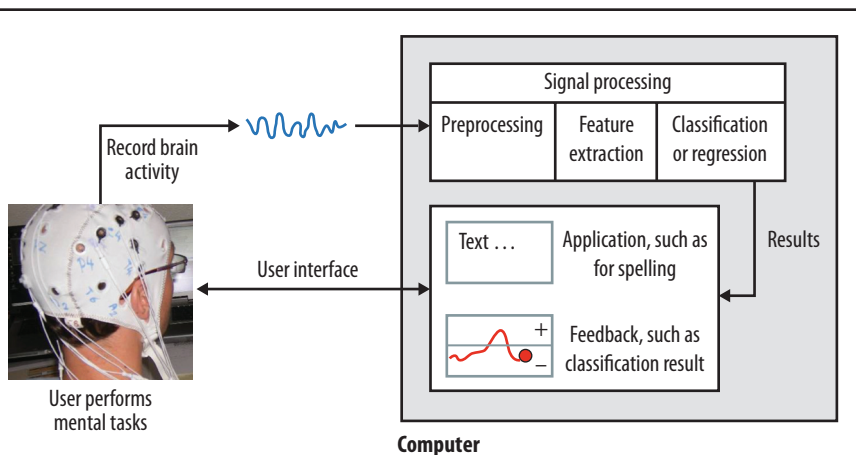 Signal processing
Preprocessing
Feature
extraction
Classification
or regression
Record brain
activity
Text ...
Application, such as
for spelling
Results
User interface
+
−
Feedback, such as
classification result
User performs
mental tasks
Computer